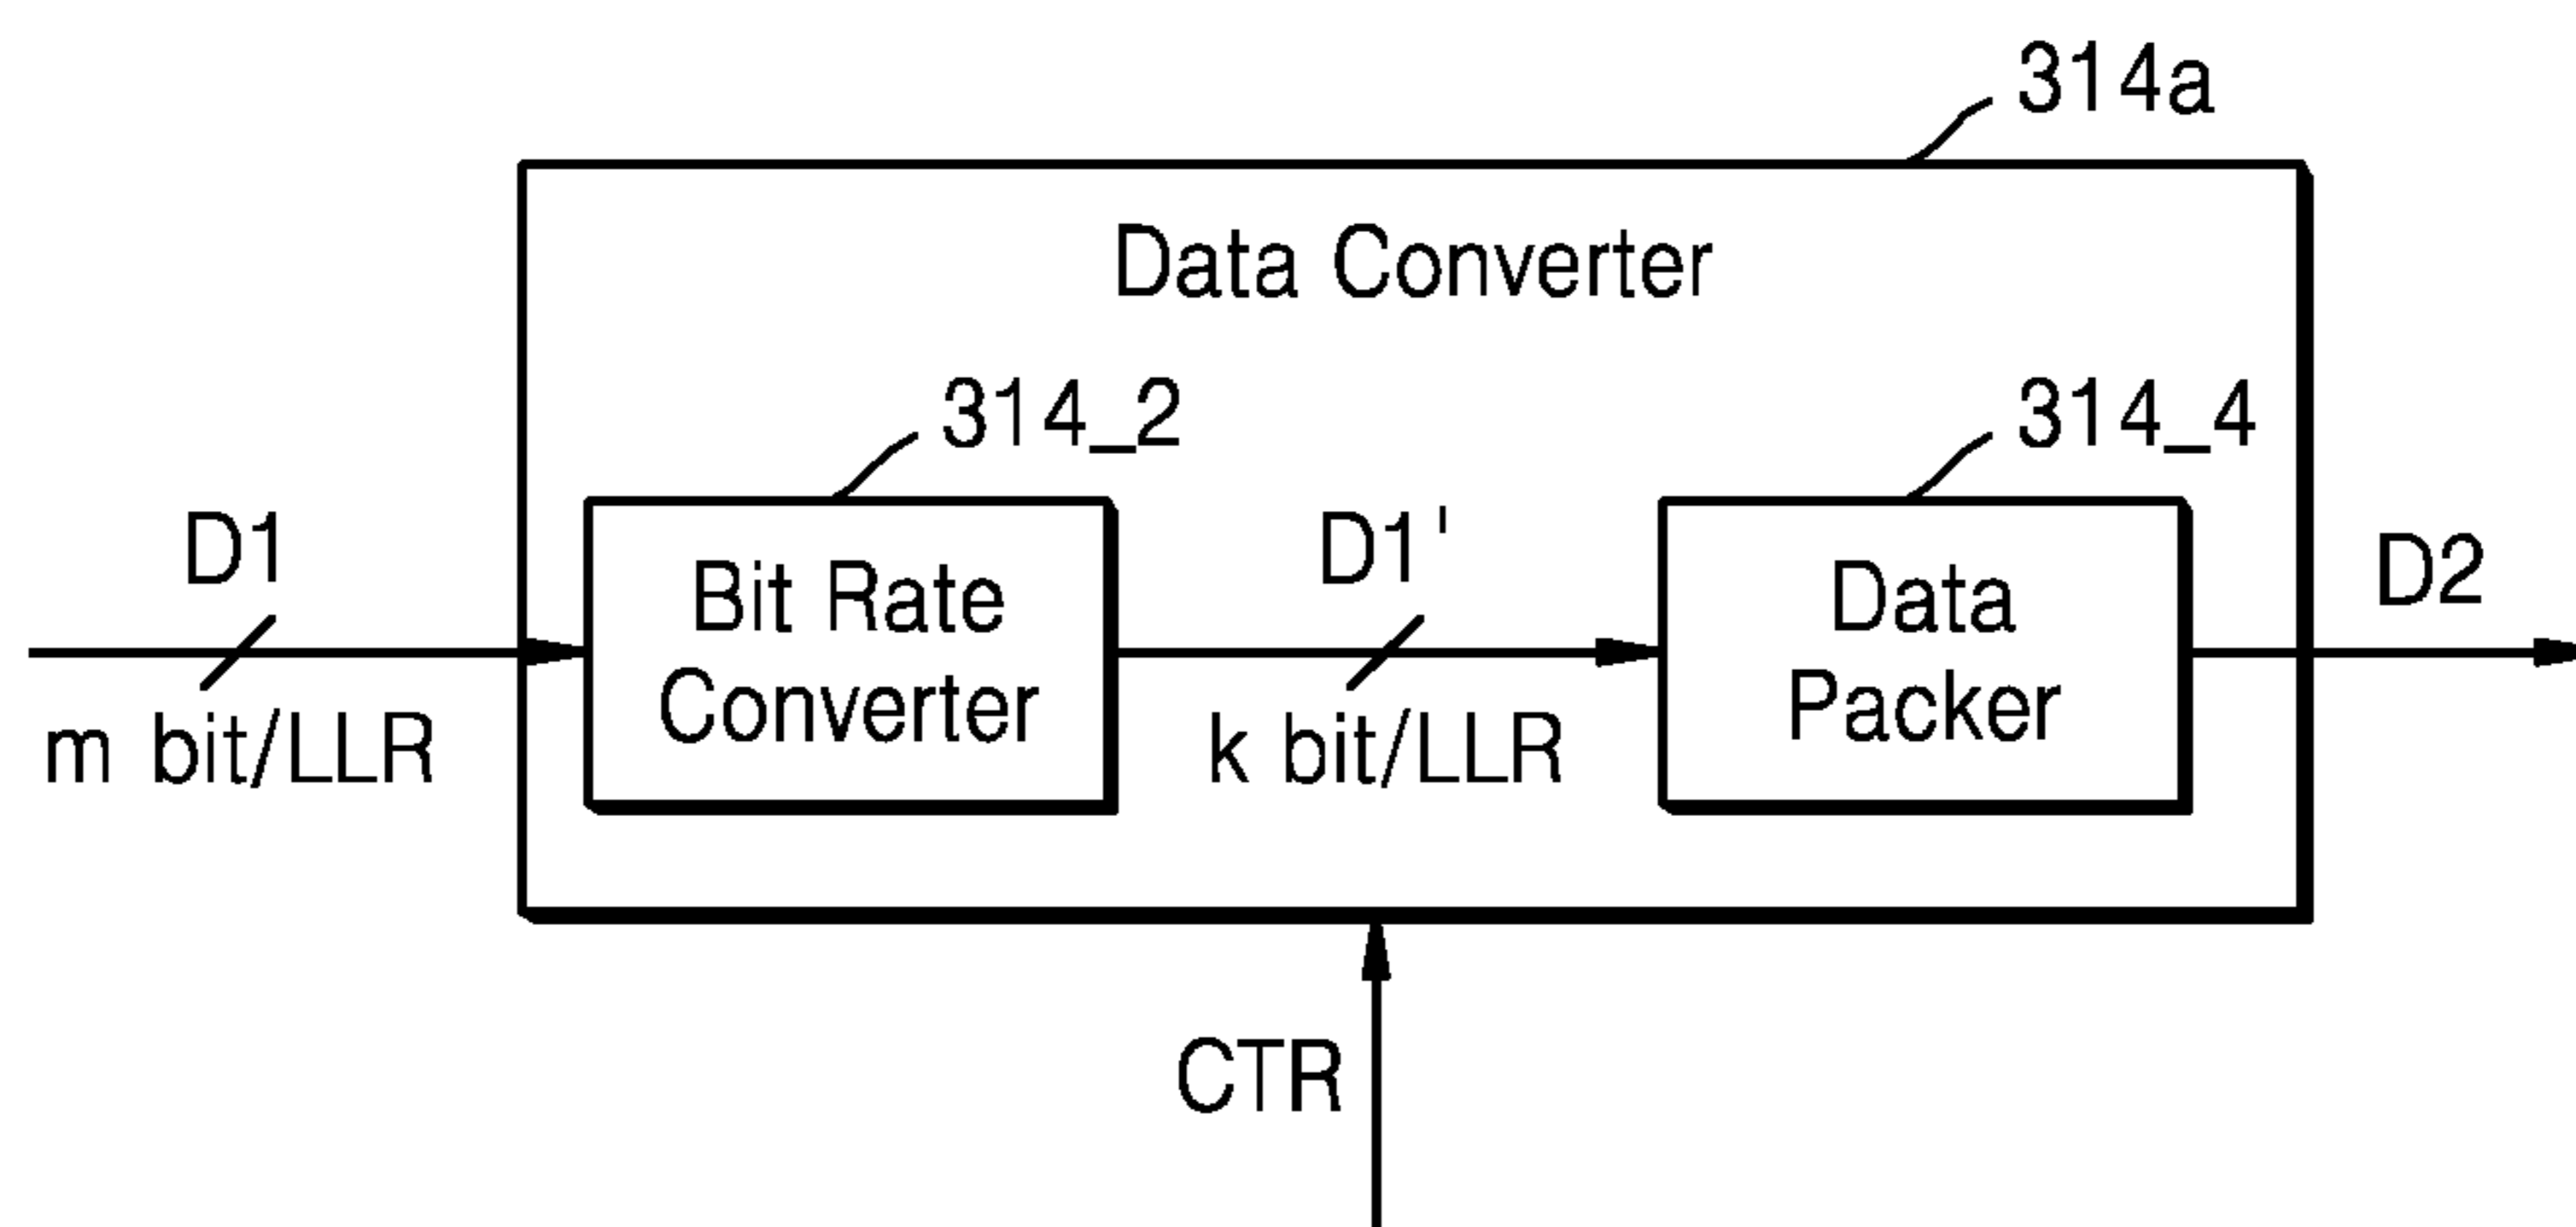 314a
Data Converter
314_2
314_4
D1
Bit Rate
Converter
m bit/LLR
D1'
k bit/LLR
Data
Packer
D2
CTR